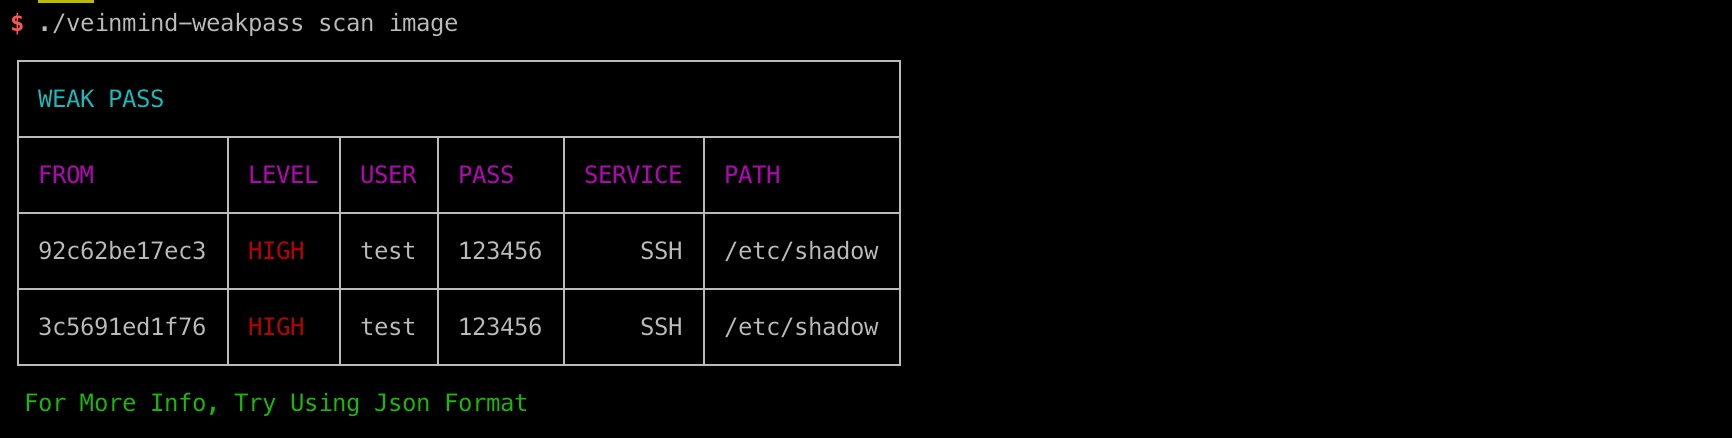 $ ./veinmind-weakpass scan image
WEAK PASS
FROM LEVEL USER PASS SERVICE PATH
92c62be17ec3 HIGH test 123456 SSH /etc/shadow
3c5691ed1f76 HIGH test 123456 SSH /etc/shadow
For More Info, Try Using Json Format